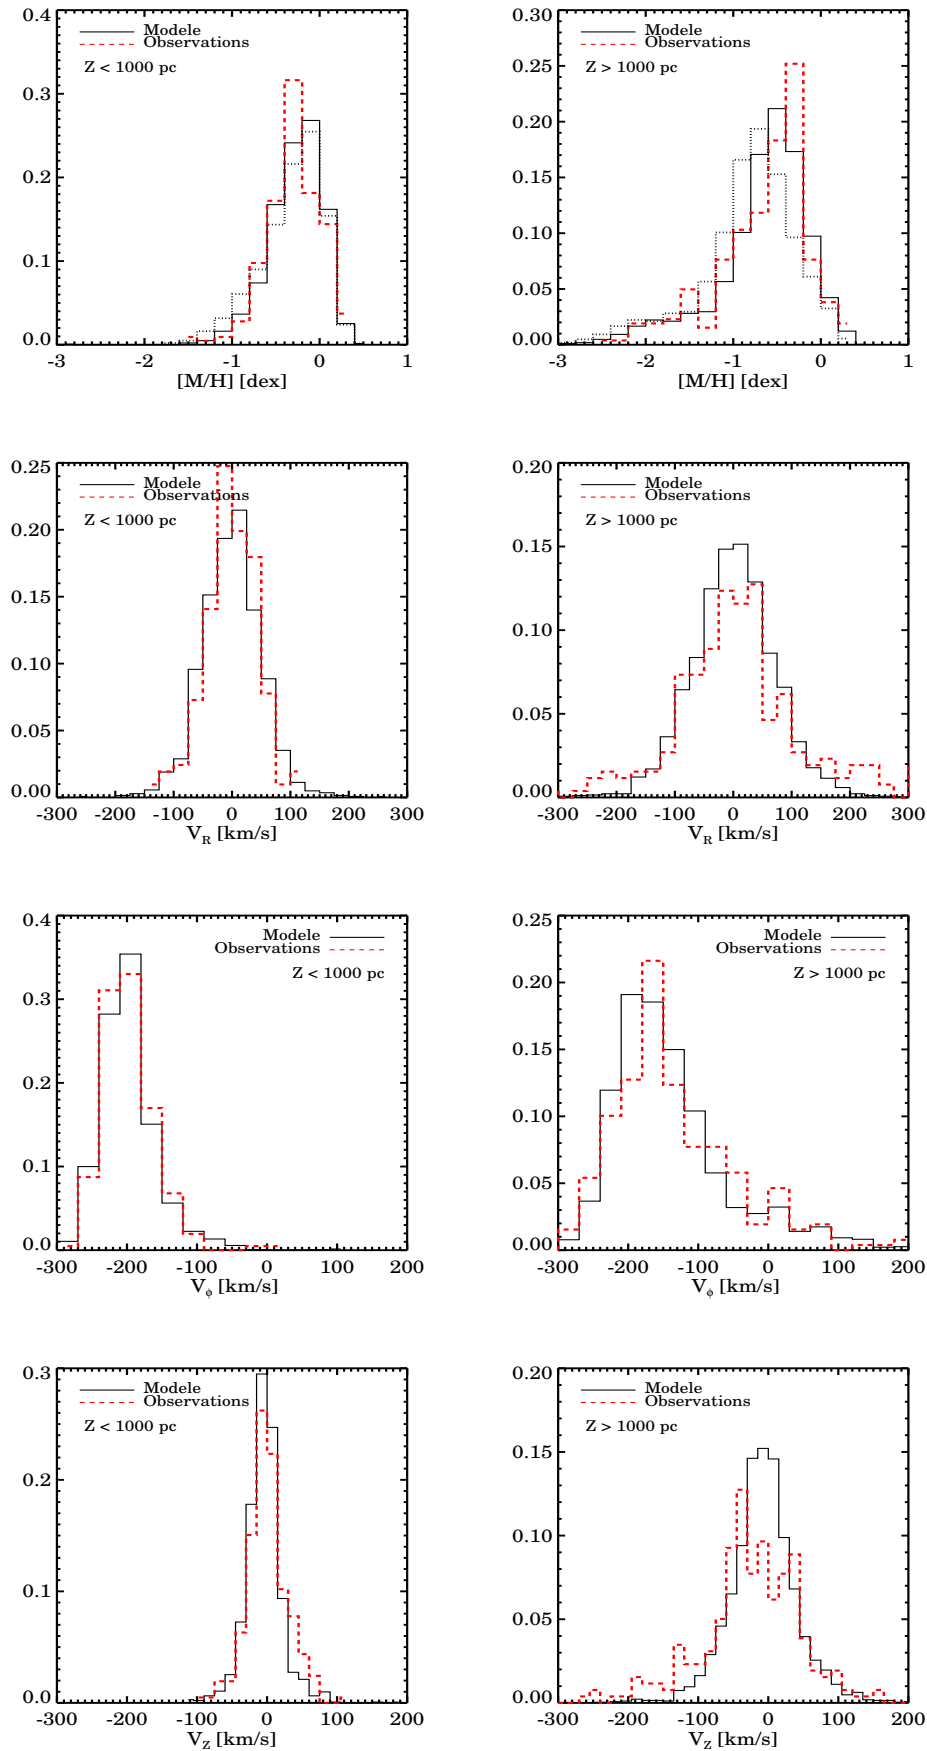 0.4
0.3
0.2
0.1
0.0
Modele
Observations
Z < 1000 pc
-3 -2 -1 0 1
[M/H] [dex]
0.30
0.25
0.20
0.15
0.10
0.05
0.00
Modele
Observations
Z > 1000 pc
-3 -2 -1 0 1
[M/H] [dex]
0.25
0.20
0.15
0.10
0.05
0.00
Modele
Observations
Z < 1000 pc
-300 -200 -100 0 100 200 300
V_R [km/s]
0.20
0.15
0.10
0.05
0.00
Modele
Observations
Z > 1000 pc
-300 -200 -100 0 100 200 300
V_R [km/s]
0.4
0.3
0.2
0.1
0.0
Modele
Observations
Z < 1000 pc
-300 -200 -100 0 100 200
V_ϕ [km/s]
0.25
0.20
0.15
0.10
0.05
0.00
Modele
Observations
Z > 1000 pc
-300 -200 -100 0 100 200
V_ϕ [km/s]
0.3
0.2
0.1
0.0
Modele
Observations
Z < 1000 pc
-200 -100 0 100 200
V_Z [km/s]
0.20
0.15
0.10
0.05
0.00
Modele
Observations
Z > 1000 pc
-300 -200 -100 0 100 200
V_Z [km/s]